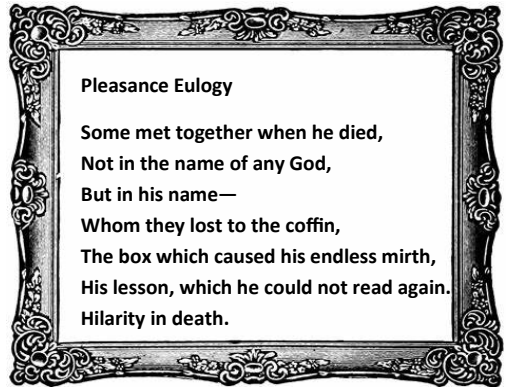 Pleasance Eulogy
Some met together when he died,
Not in the name of any God,
But in his name—
Whom they lost to the coffin,
The box which caused his endless mirth,
His lesson, which he could not read again.
Hilarity in death.